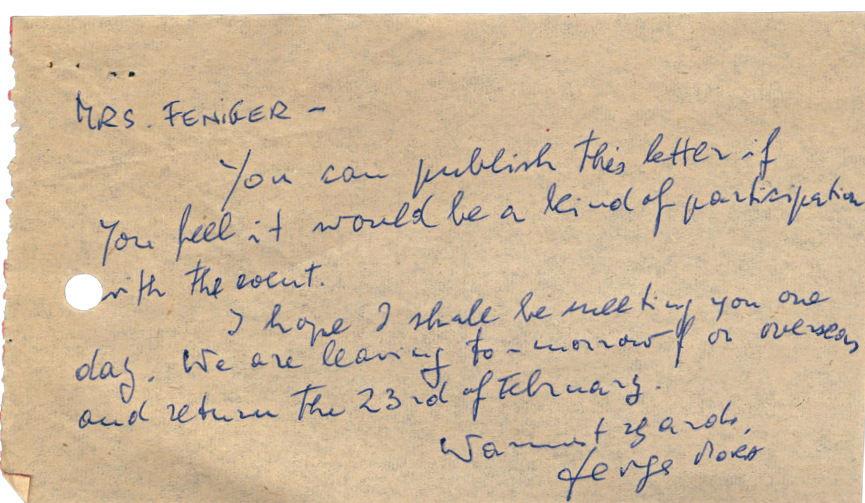 MRS. FENIGER -
You can publish this letter if
you feel it would be a kind of participation
with the event.
I hope I shall be meeting you one
day. We are leaving to-morrow for overseas
and return the 23rd of February.
Warmest regards,